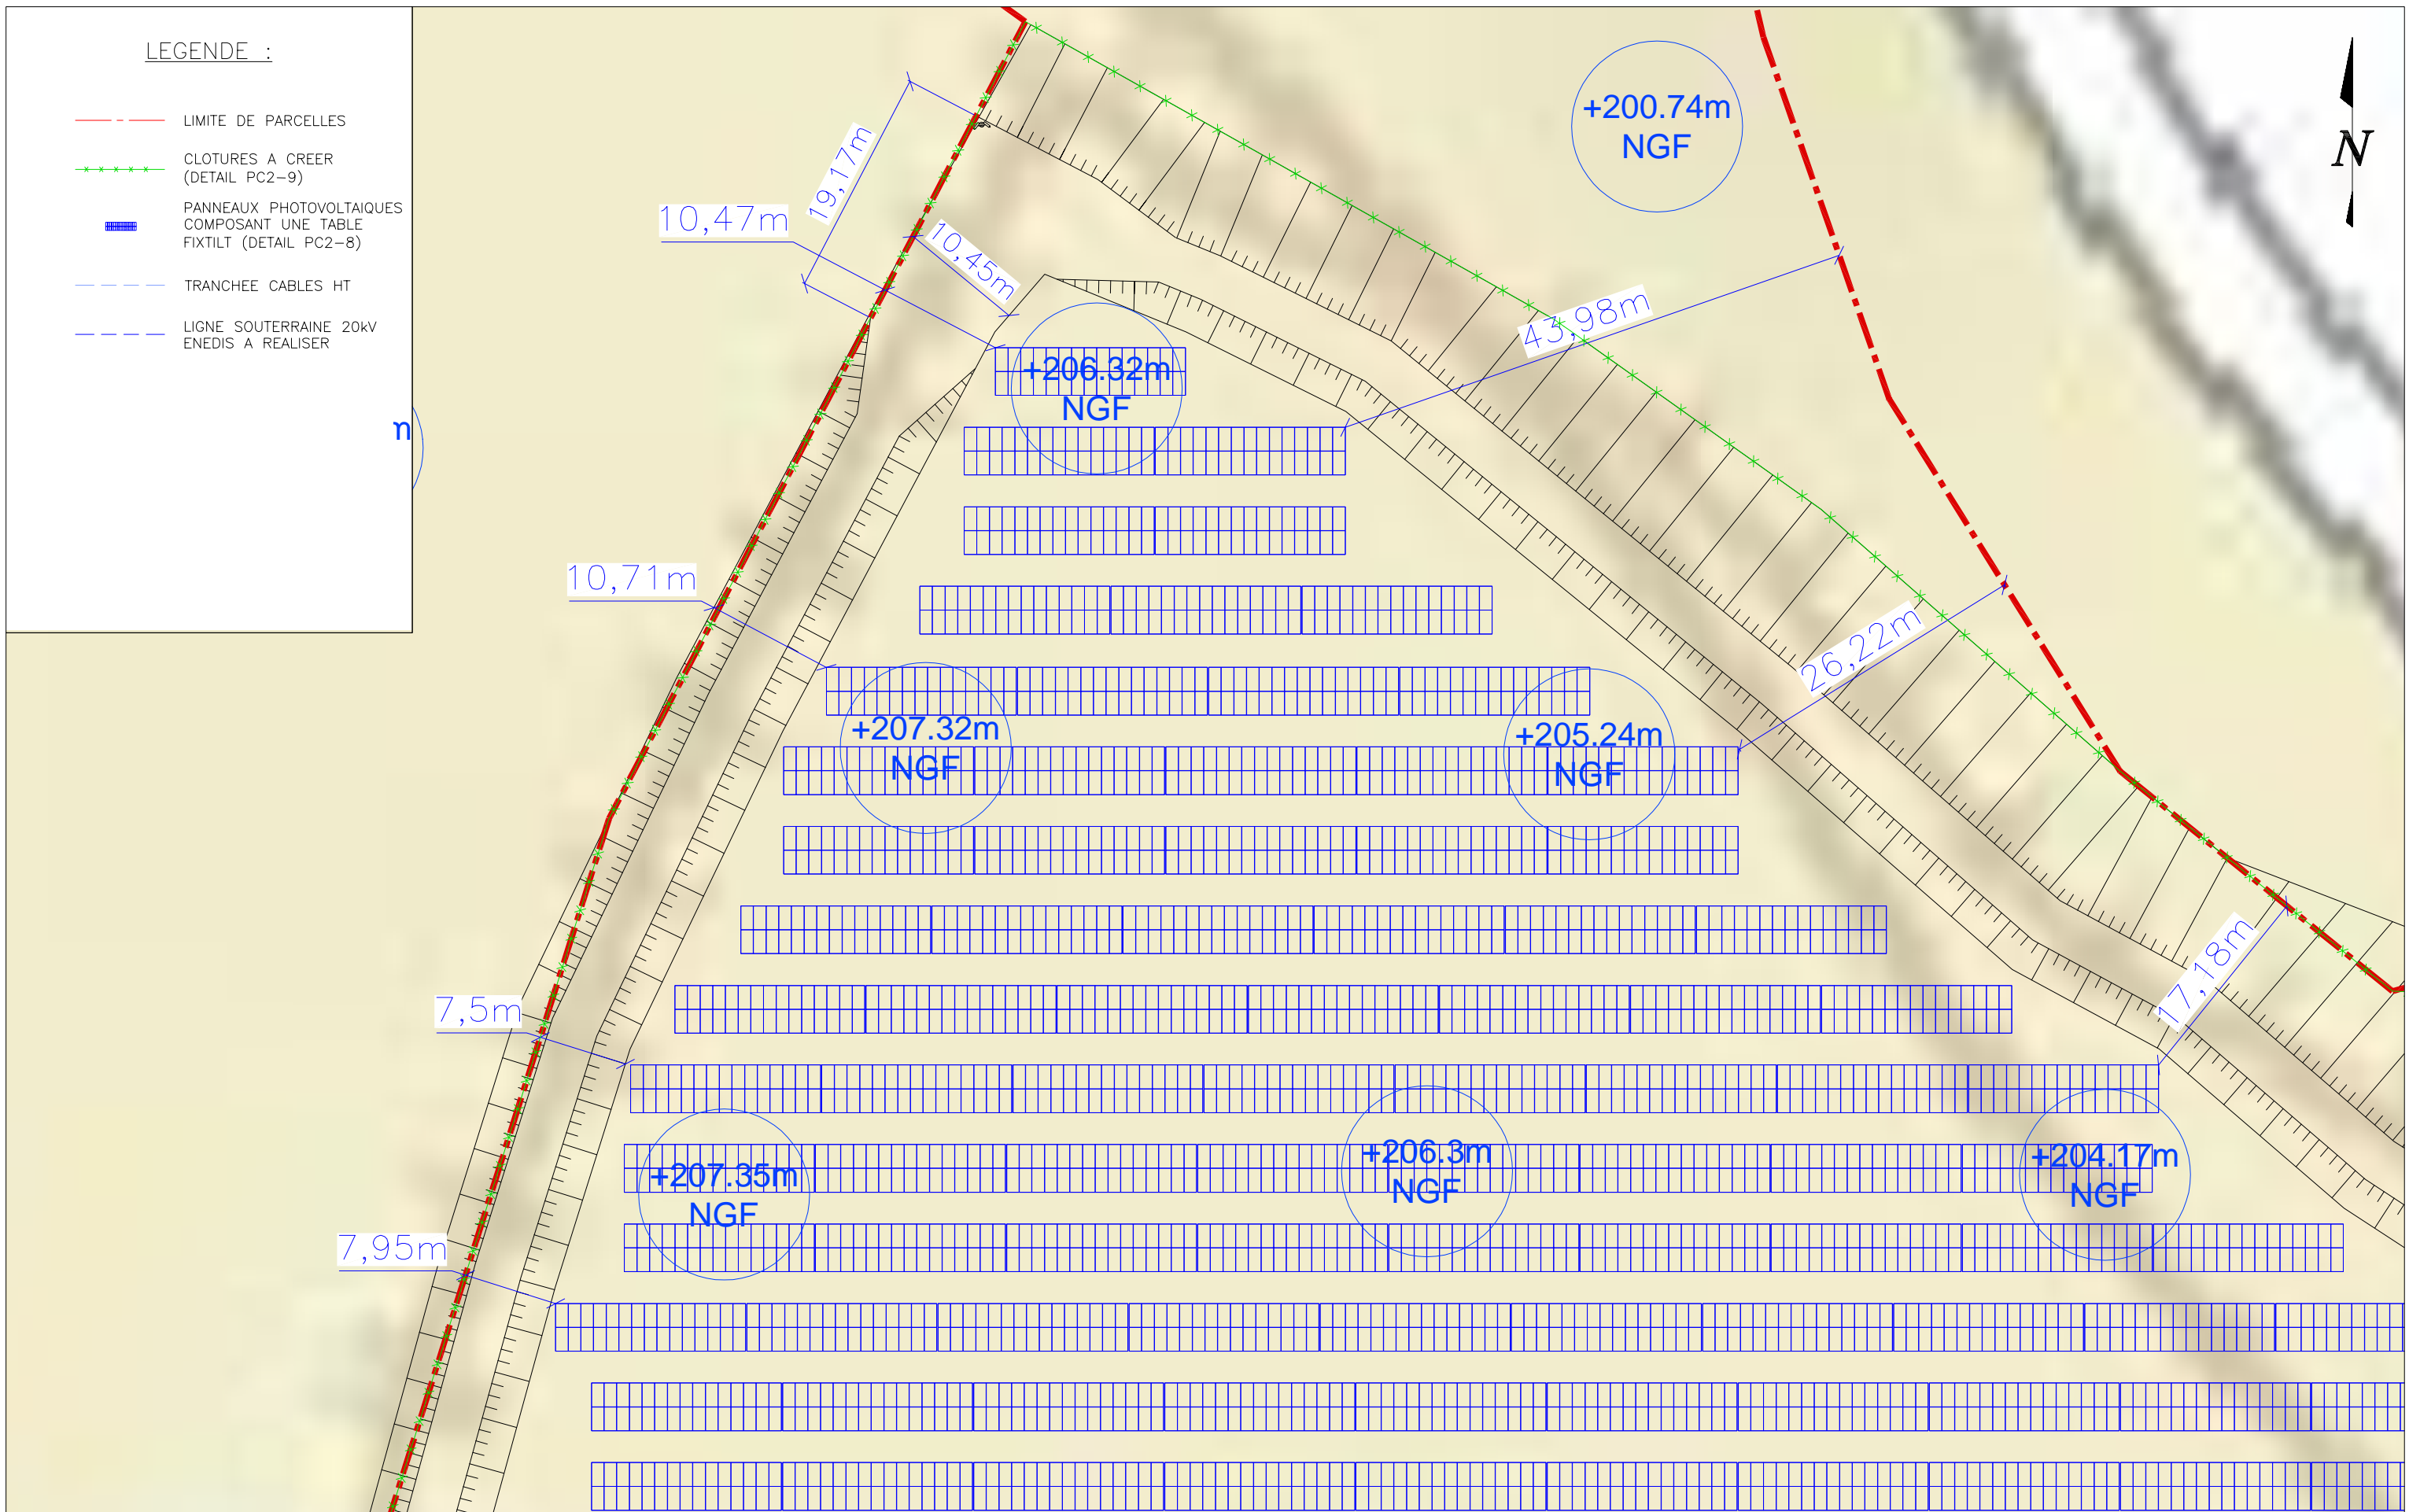 LEGENDE :
LIMITE DE PARCELLES
CLOTURES A CREER
(DETAIL PC2-9)
PANNEAUX PHOTOVOLTAIQUES
COMPOSANT UNE TABLE
FIXTILT (DETAIL PC2-8)
TRANCHEE CABLES HT
LIGNE SOUTERRAINE 20kV
ENEDIS A REALISER
m
N
+200.74m
NGF
19,17m
10,47m
10,45m
43,98m
+206.32m
NGF
10,71m
26,22m
+207.32m
NGF
+205.24m
NGF
7,5m
17,18m
+207.35m
NGF
+206.3m
NGF
+204.17m
NGF
7,95m